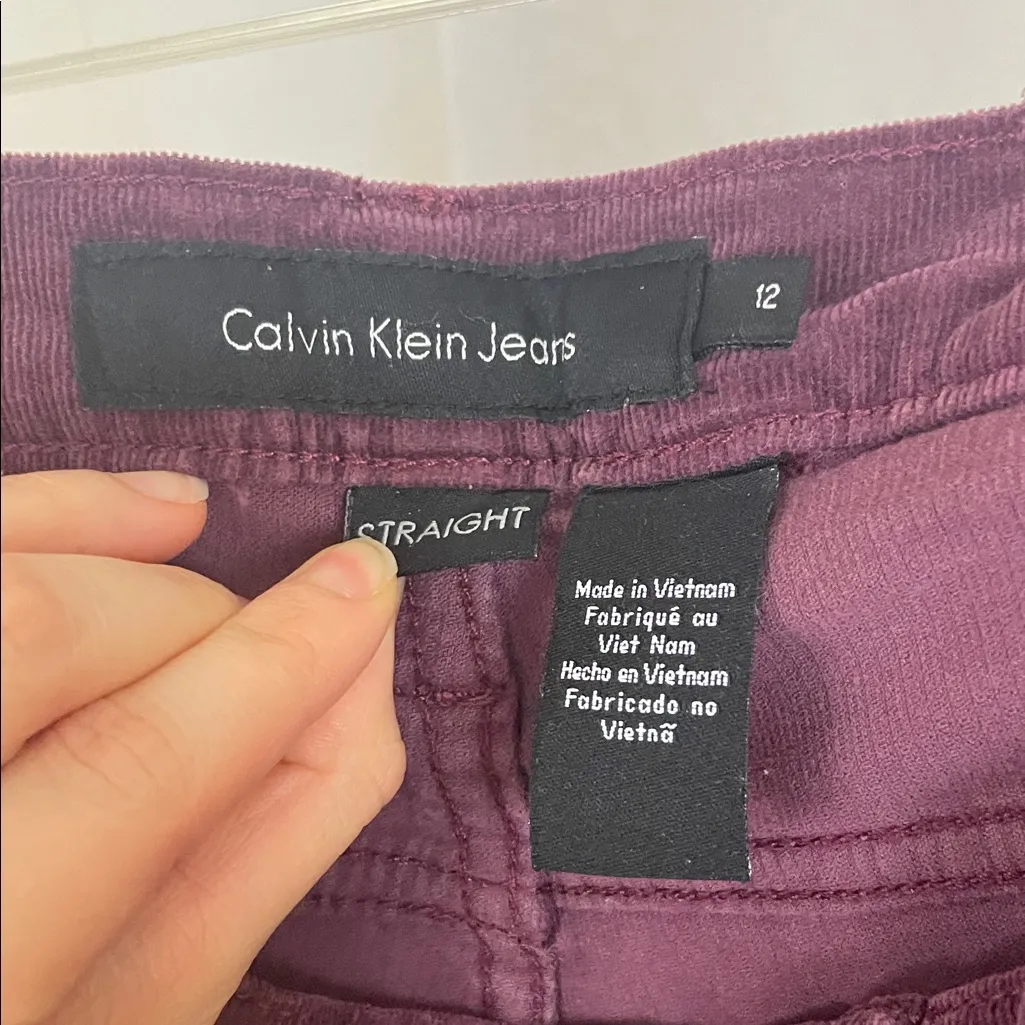 Calvin Klein Jeans
12
STRAIGHT
Made in Vietnam
Fabriqué au
Viet Nam
Hecho en Vietnam
Fabricado no
Vietnã